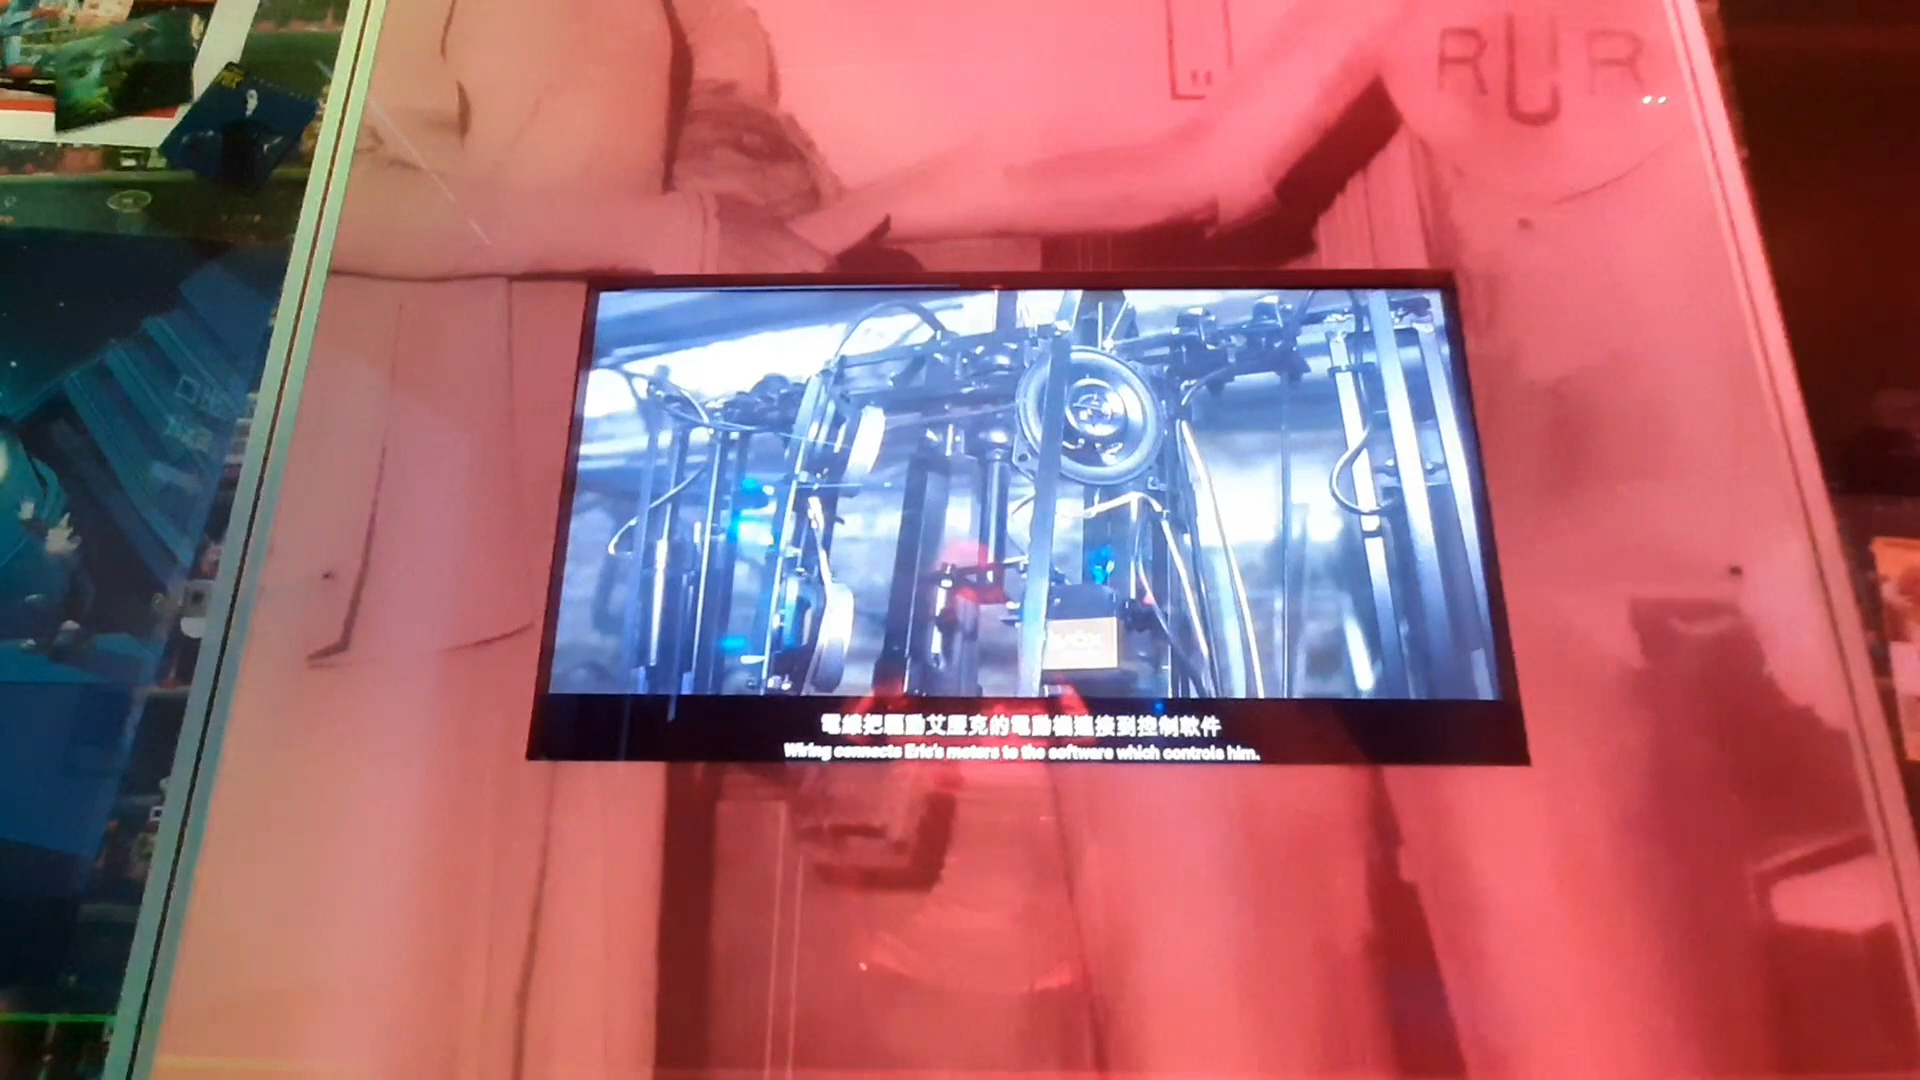 RUR
電線把驅動艾歷克的電動機連接到控制軟件
Wiring connects Eric's motors to the software which controls him.